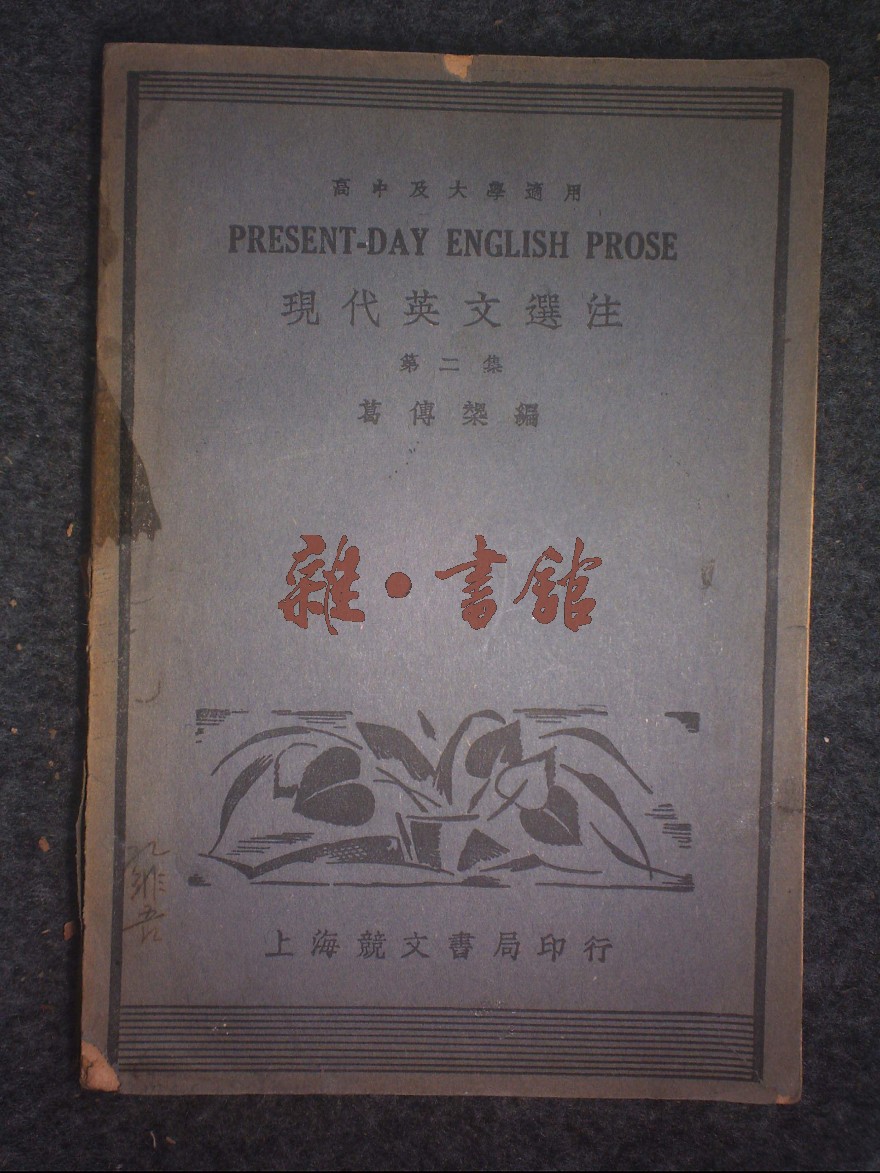 高中及大學適用
PRESENT-DAY ENGLISH PROSE
現代英文選注
第二集
葛傳槼編
雜·書館
上海競文書局印行